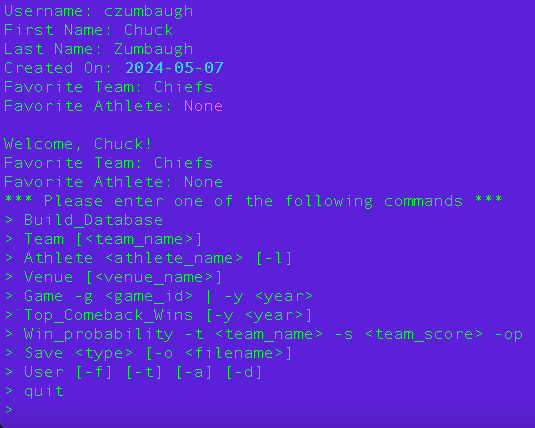 Username: czumbaugh
First Name: Chuck
Last Name: Zumbaugh
Created On: 2024-05-07
Favorite Team: Chiefs
Favorite Athlete: None
Welcome, Chuck!
Favorite Team: Chiefs
Favorite Athlete: None
*** Please enter one of the following commands ***
> Build_Database
> Team [<team_name>]
> Athlete <athlete_name> [-l]
> Venue [<venue_name>]
> Game -g <game_id> | -y <year>
> Top_Comeback_Wins [-y <year>]
> Win_probability -t <team_name> -s <team_score> -op
> Save <type> [-o <filename>]
> User [-f] [-t] [-a] [-d]
> quit
>